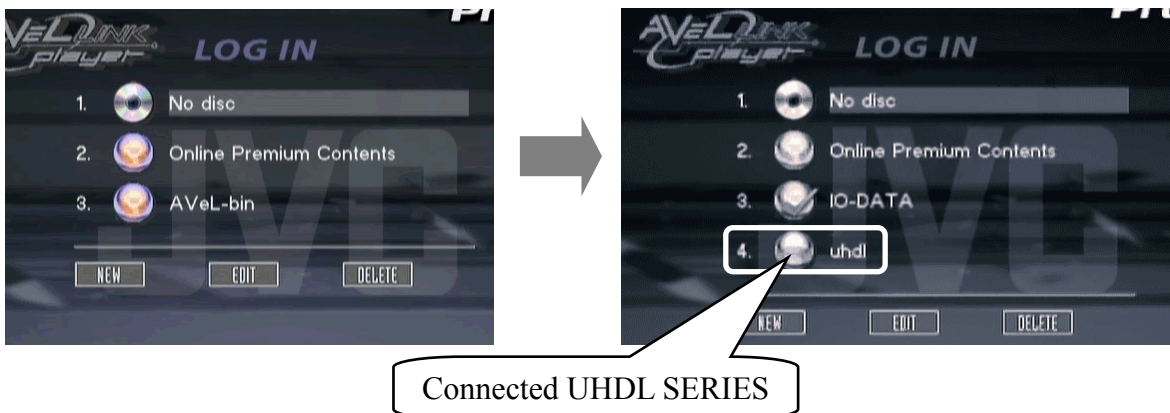 AVeLLINK
player
LOG IN
1. No disc
2. Online Premium Contents
3. AVeL-bin
JVC
NEW EDIT DELETE
AVeLLINK
player
LOG IN
1. No disc
2. Online Premium Contents
3. IO-DATA
4. uhdl
JVC
NEW EDIT DELETE
Connected UHDL SERIES